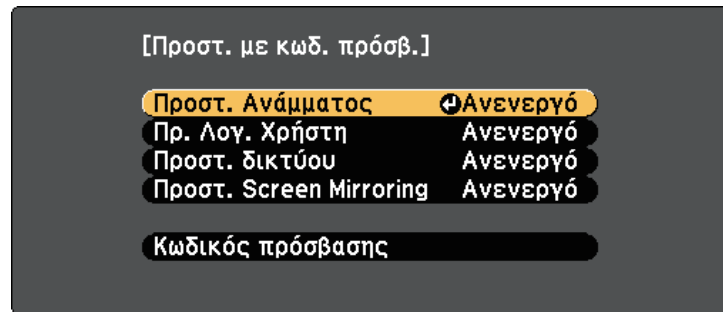 [Προστ. με κωδ. πρόσβ.]
Προστ. Ανάμματος Ανενεργό
Πρ. Λογ. Χρήστη Ανενεργό
Προστ. δικτύου Ανενεργό
Προστ. Screen Mirroring Ανενεργό
Κωδικός πρόσβασης